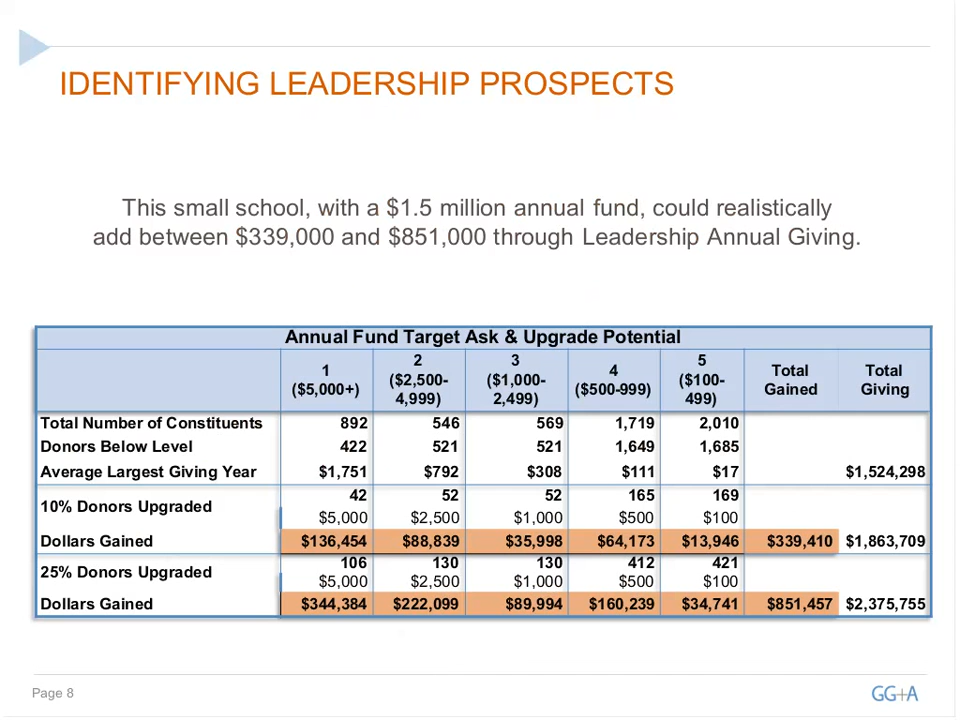 IDENTIFYING LEADERSHIP PROSPECTS
This small school, with a $1.5 million annual fund, could realistically
add between $339,000 and $851,000 through Leadership Annual Giving.
Annual Fund Target Ask & Upgrade Potential
1 ($5,000+) 2 ($2,500-4,999) 3 ($1,000-2,499) 4 ($500-999) 5 ($100-499) Total Gained Total Giving
Total Number of Constituents 892 546 569 1,719 2,010
Donors Below Level 422 521 521 1,649 1,685
Average Largest Giving Year $1,751 $792 $308 $111 $17 $1,524,298
10% Donors Upgraded 42 52 52 165 169
$5,000 $2,500 $1,000 $500 $100
Dollars Gained $136,454 $88,839 $35,998 $64,173 $13,946 $339,410 $1,863,709
25% Donors Upgraded 106 130 130 412 421
$5,000 $2,500 $1,000 $500 $100
Dollars Gained $344,384 $222,099 $89,994 $160,239 $34,741 $851,457 $2,375,755
Page 8
GG+A